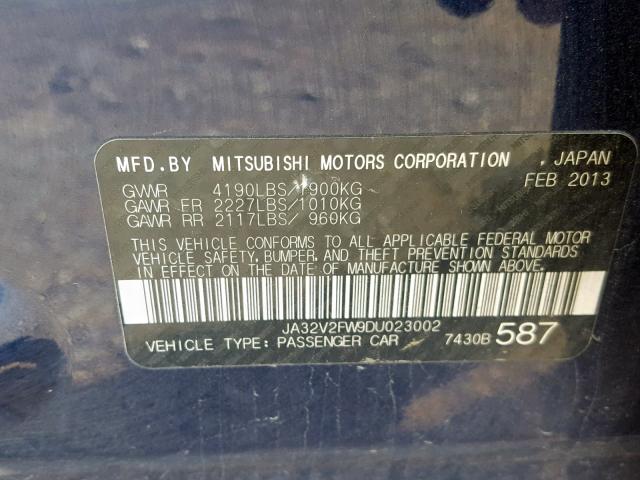 MFD.BY MITSUBISHI MOTORS CORPORATION , JAPAN
FEB 2013
GWWR 4190LBS/1900KG
GAWR FR 2227LBS/1010KG
GAWR RR 2117LBS/ 960KG
THIS VEHICLE CONFORMS TO ALL APPLICABLE FEDERAL MOTOR
VEHICLE SAFETY, BUMPER, AND THEFT PREVENTION STANDARDS
IN EFFECT ON THE DATE OF MANUFACTURE SHOWN ABOVE.
JA32V2FW9DU023002
VEHICLE TYPE: PASSENGER CAR 7430B 587